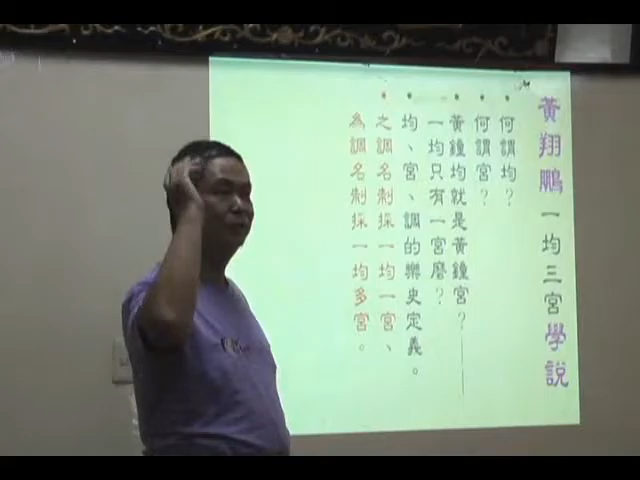 黃翔鵬一均三宮學說
何謂均?
何謂宮?
黃鐘均就是黃鐘宮?
一均只有一宮麼?
均、宮、調的樂史定義。
之調名制採一均一宮、
為調名制採一均多宮。